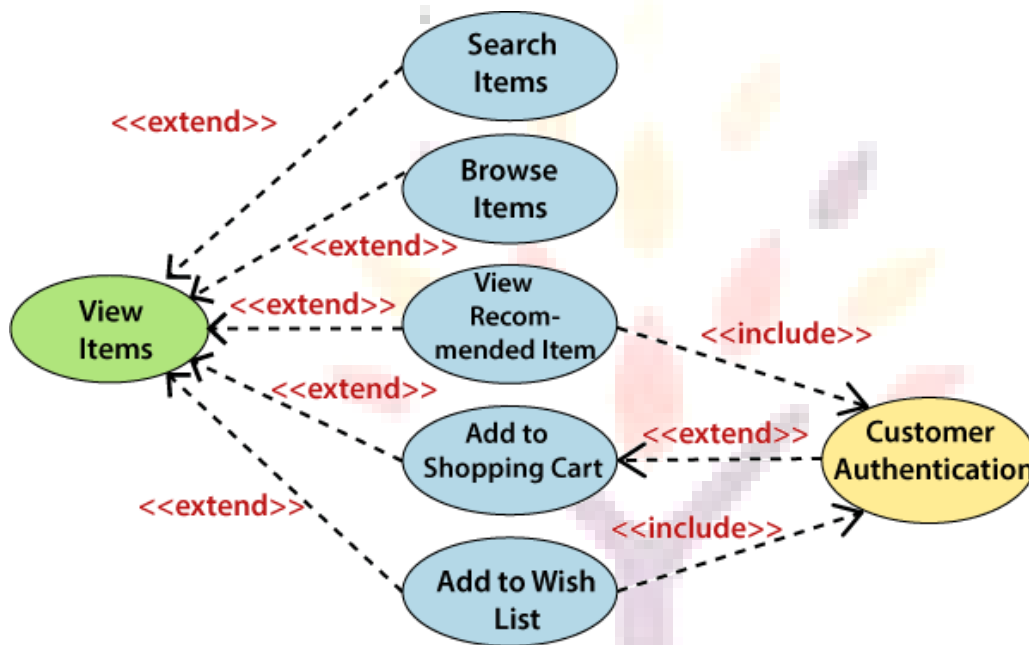 Search
Items
<<extend>>
Browse
Items
<<extend>>
View
Recom-
mended Item
<<extend>>
<<include>>
View
Items
<<extend>>
Add to
Shopping Cart
<<extend>>
Customer
Authentication
<<extend>>
<<include>>
Add to Wish
List